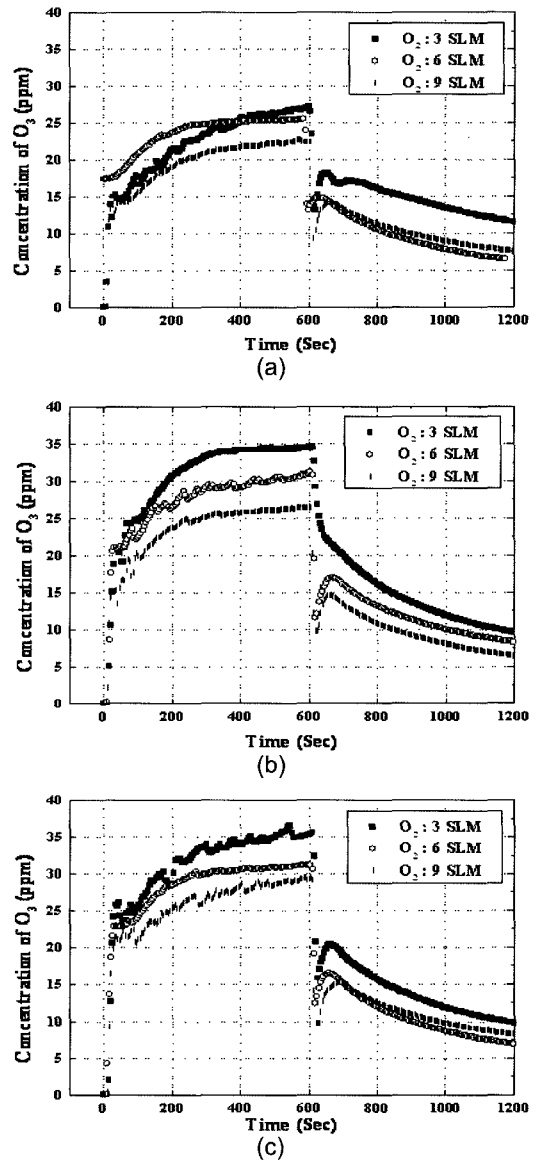 40
35
30
25
20
15
10
5
0
Concentration of O3 (ppm)
O2: 3 SLM
O2: 6 SLM
O2: 9 SLM
0 200 400 600 800 1000 1200
Time (Sec)
(a)
40
35
30
25
20
15
10
5
0
Concentration of O3 (ppm)
O2: 3 SLM
O2: 6 SLM
O2: 9 SLM
0 200 400 600 800 1000 1200
Time (Sec)
(b)
40
35
30
25
20
15
10
5
0
Concentration of O3 (ppm)
O2: 3 SLM
O2: 6 SLM
O2: 9 SLM
0 200 400 600 800 1000 1200
Time (Sec)
(c)